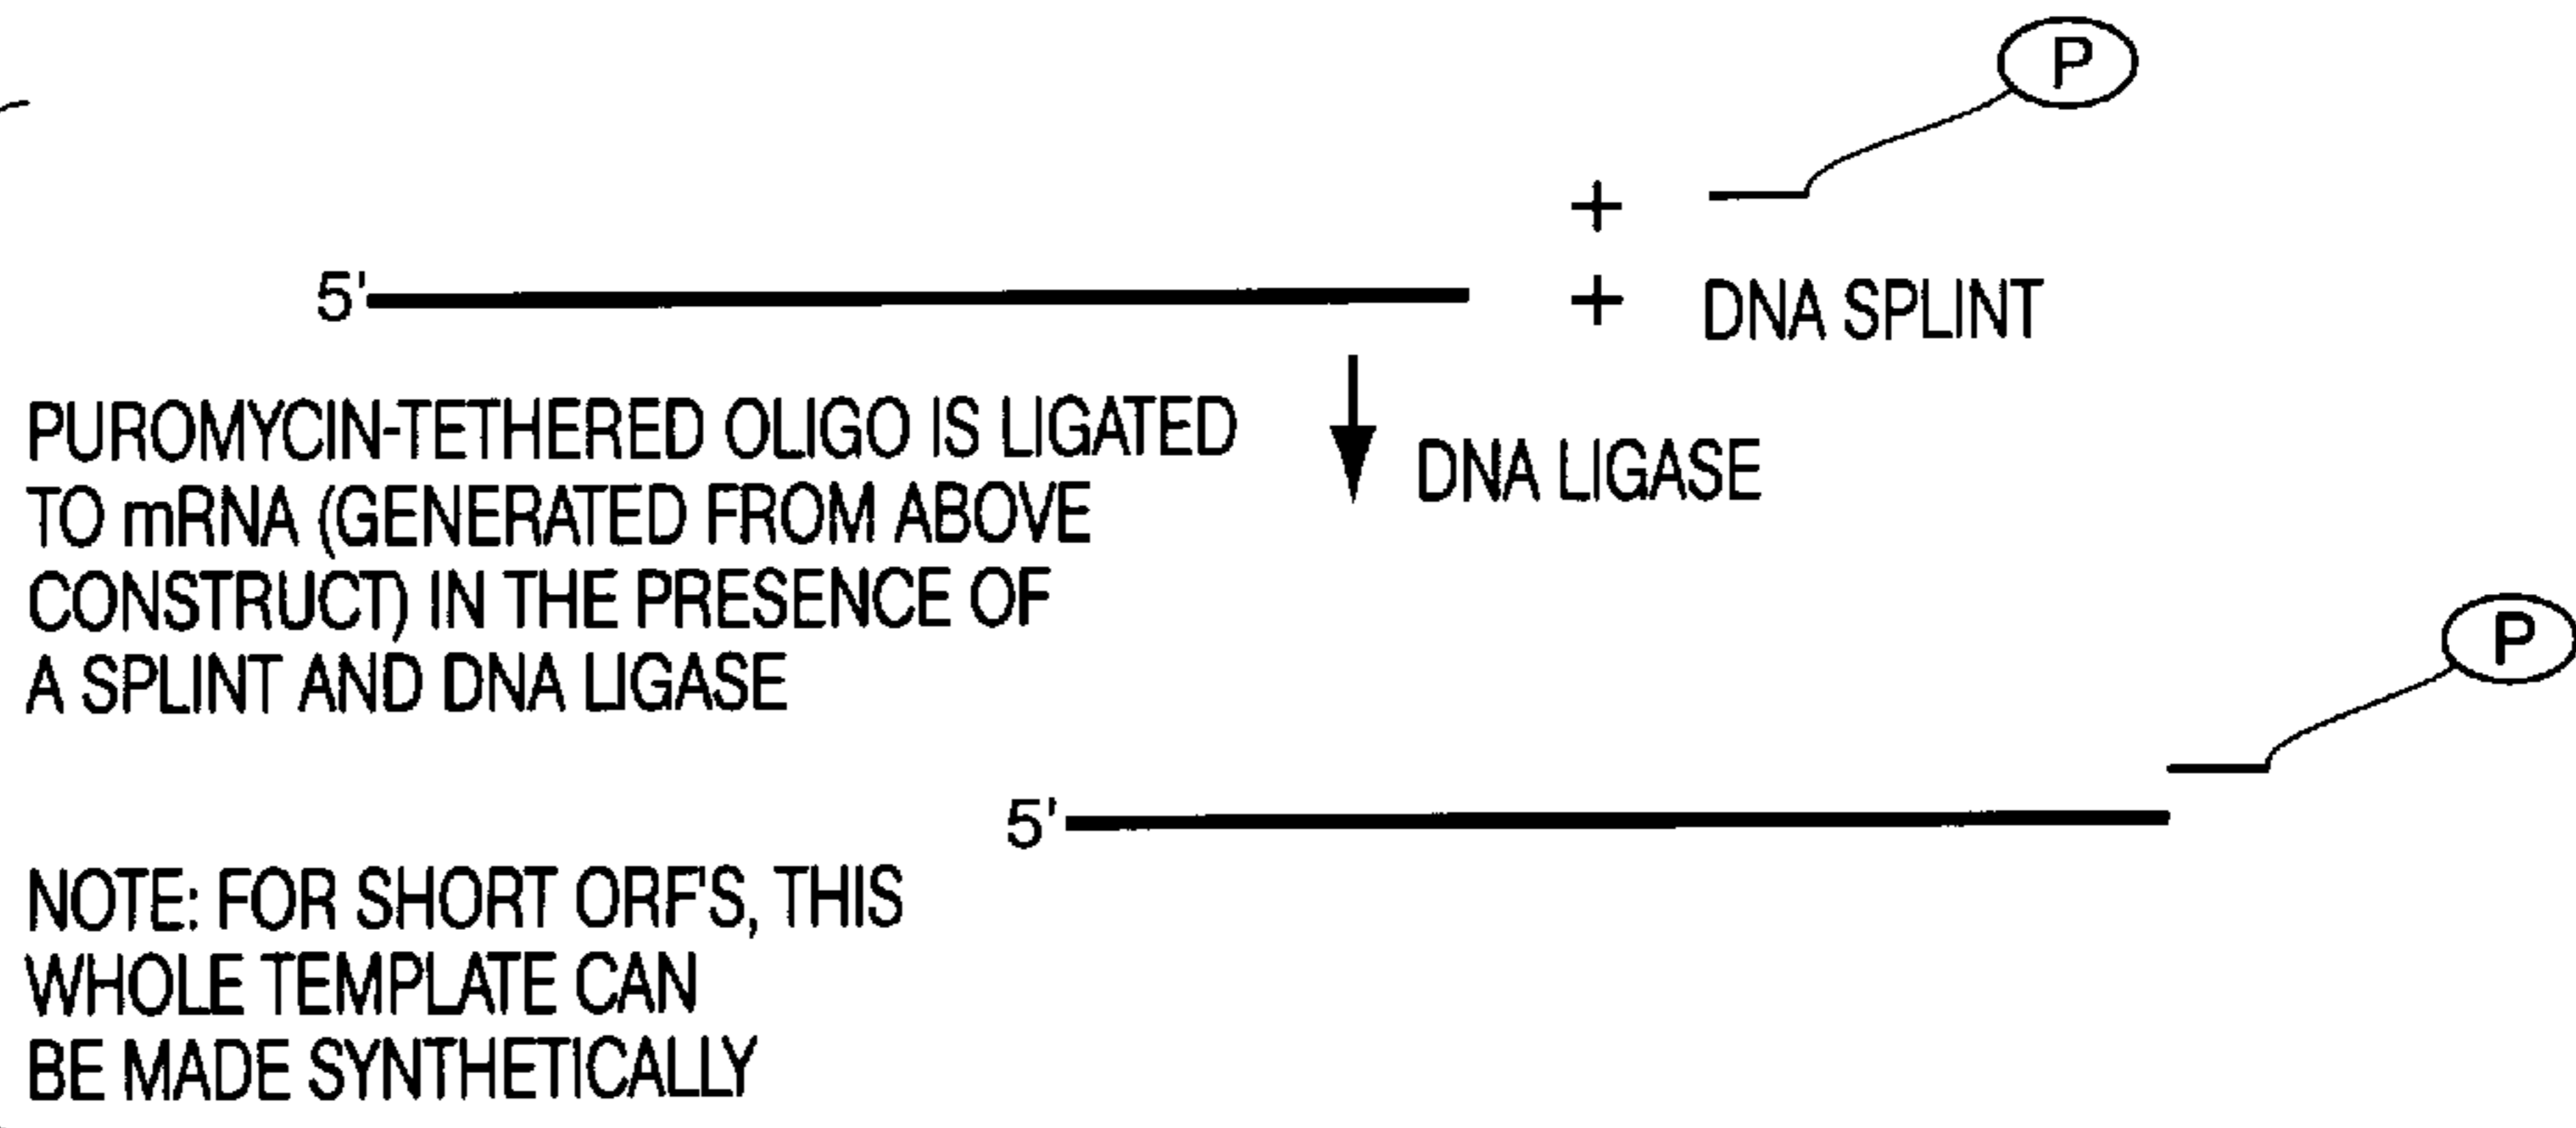 P
+
5' + DNA SPLINT
PUROMYCIN-TETHERED OLIGO IS LIGATED
TO mRNA (GENERATED FROM ABOVE
CONSTRUCT) IN THE PRESENCE OF
A SPLINT AND DNA LIGASE
DNA LIGASE
P
5'
NOTE: FOR SHORT ORF'S, THIS
WHOLE TEMPLATE CAN
BE MADE SYNTHETICALLY